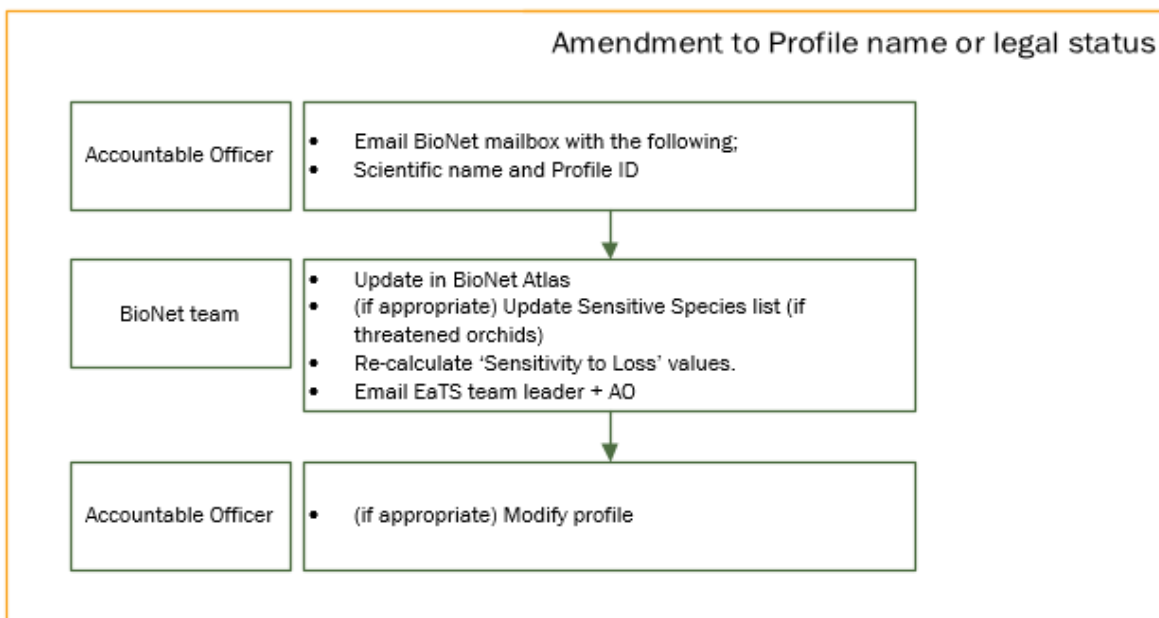 Amendment to Profile name or legal status
Accountable Officer
• Email BioNet mailbox with the following;
• Scientific name and Profile ID
BioNet team
• Update in BioNet Atlas
• (if appropriate) Update Sensitive Species list (if
threatened orchids)
• Re-calculate ‘Sensitivity to Loss’ values.
• Email EaTS team leader + AO
Accountable Officer
• (if appropriate) Modify profile